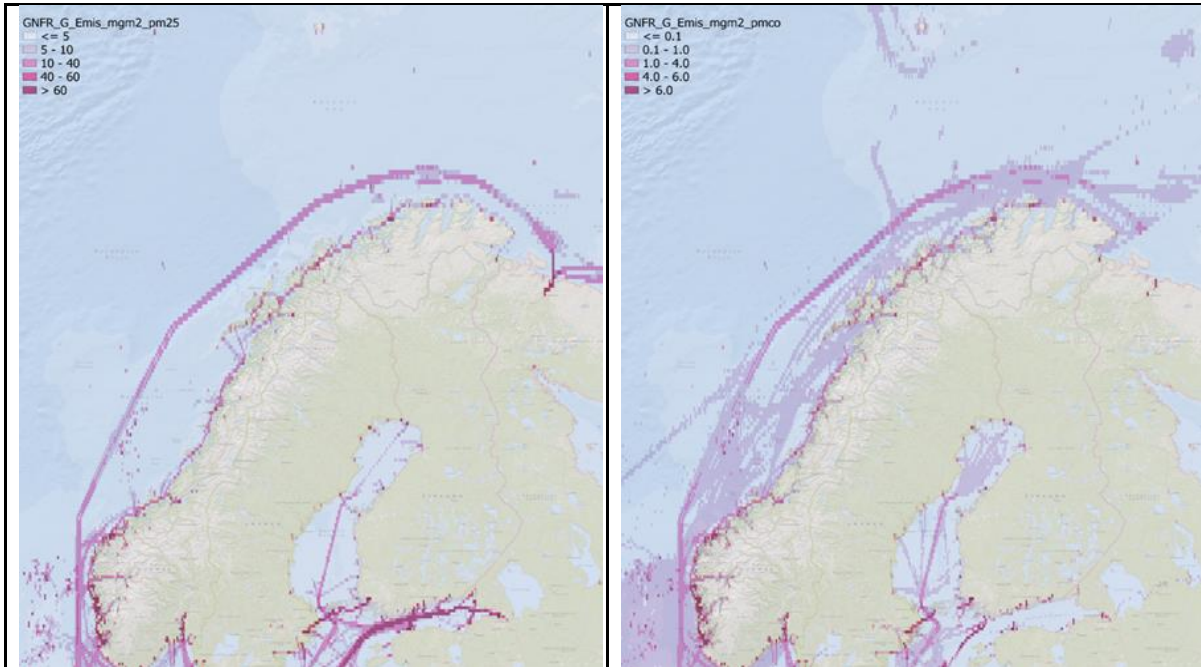 GNFR_G_Emis_mgm2_pm25
<= 5
5 - 10
10 - 40
40 - 60
> 60
GNFR_G_Emis_mgm2_pmco
<= 0.1
0.1 - 1.0
1.0 - 4.0
4.0 - 6.0
> 6.0